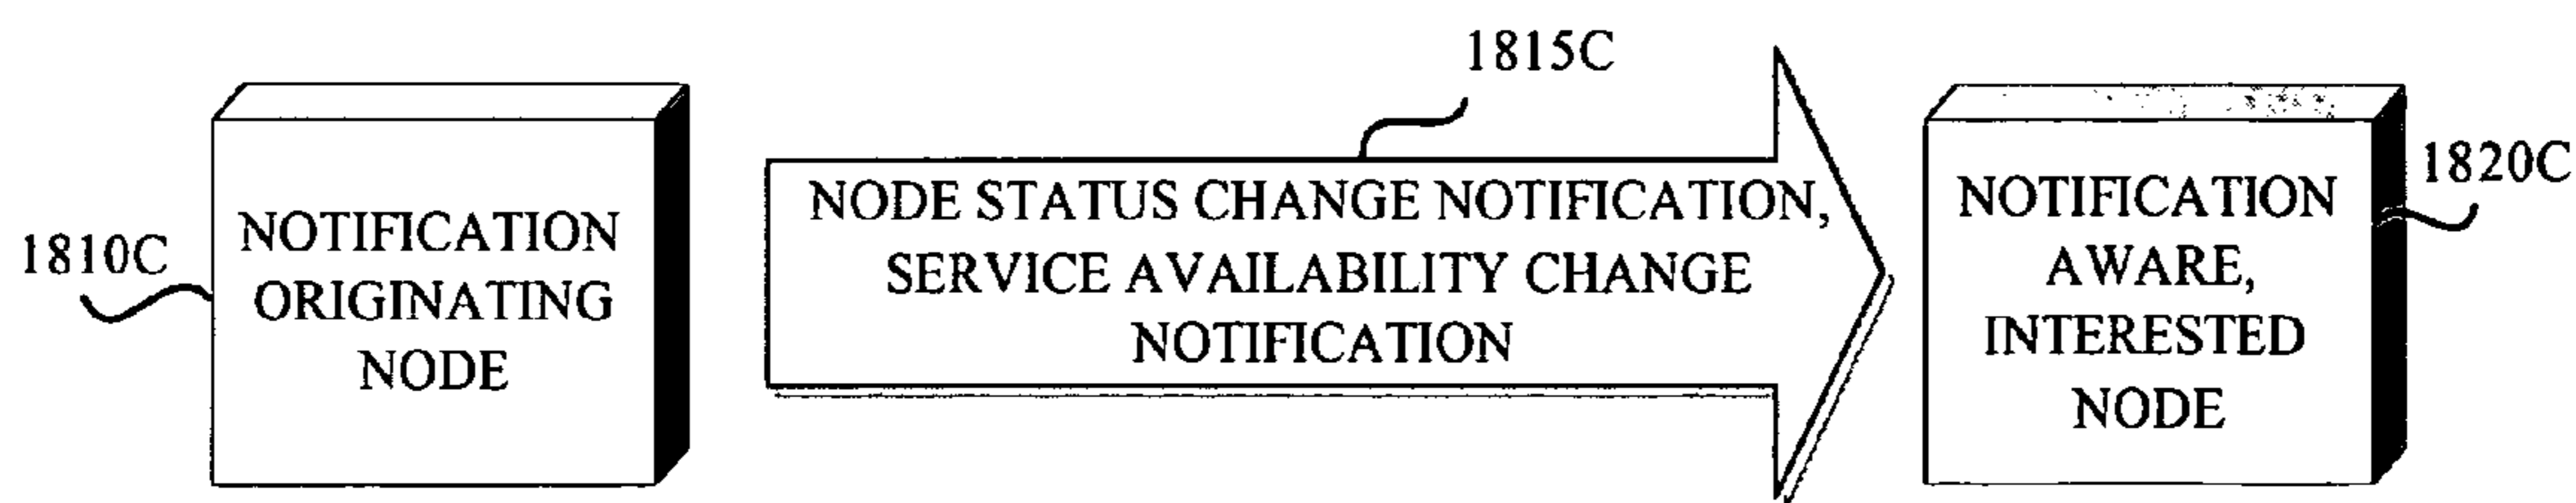 1815C
1810C
NOTIFICATION
ORIGINATING
NODE
NODE STATUS CHANGE NOTIFICATION,
SERVICE AVAILABILITY CHANGE
NOTIFICATION
NOTIFICATION
AWARE,
INTERESTED
NODE
1820C